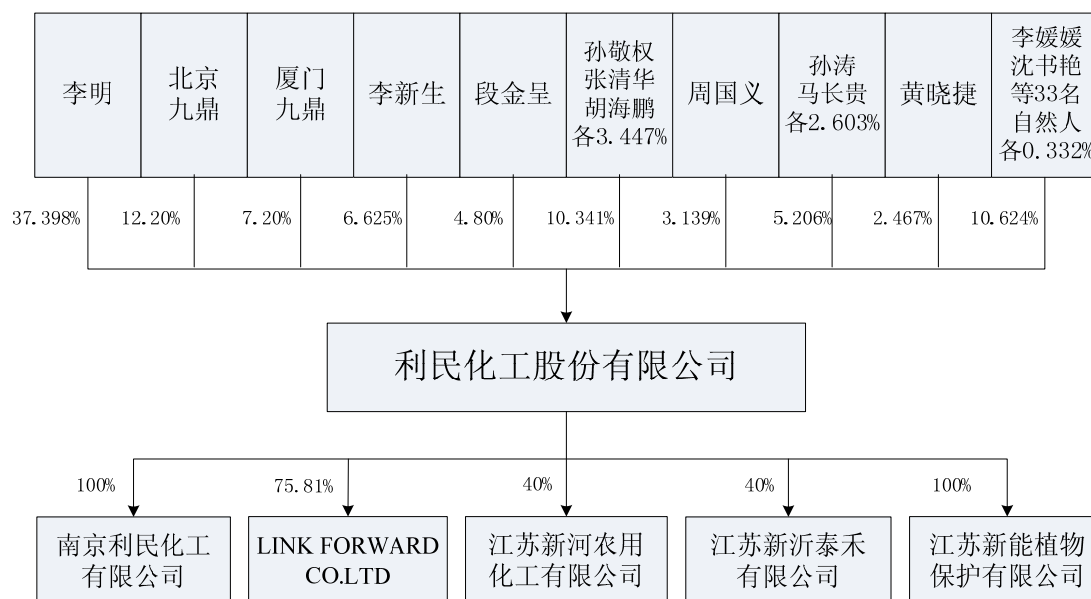 李明
北京
九鼎
厦门
九鼎
李新生
段金呈
孙敬权
张清华
胡海鹏
各3.447%
周国义
孙涛
马长贵
各2.603%
黄晓捷
李媛媛
沈书艳
等33名
自然人
各0.332%
37.398%
12.20%
7.20%
6.625%
4.80%
10.341%
3.139%
5.206%
2.467%
10.624%
利民化工股份有限公司
100%
75.81%
40%
40%
100%
南京利民化工
有限公司
LINK FORWARD
CO.LTD
江苏新河农用
化工有限公司
江苏新沂泰禾
有限公司
江苏新能植物
保护有限公司